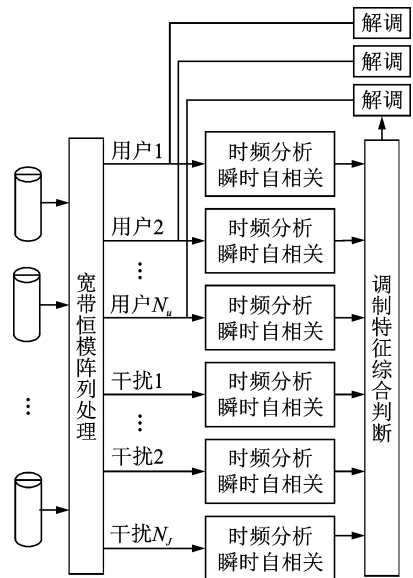 解调
解调
解调
用户1
时频分析
瞬时自相关
用户2
时频分析
瞬时自相关
⋮
用户Nu
时频分析
瞬时自相关
宽带恒模阵列处理
调制特征综合判断
干扰1
时频分析
瞬时自相关
⋮
⋮
干扰2
时频分析
瞬时自相关
干扰NJ
时频分析
瞬时自相关